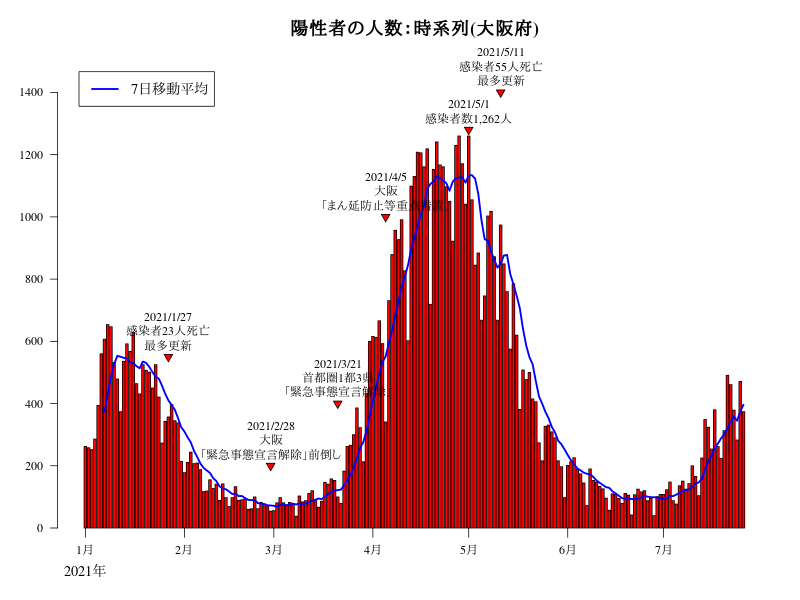 陽性者の人数：時系列(大阪府)
7日移動平均
2021/5/11
感染者55人死亡
最多更新
2021/5/1
感染者数1,262人
2021/4/5
大阪
「まん延防止等重点措置」
2021/1/27
感染者23人死亡
最多更新
2021/3/21
首都圏1都3県
「緊急事態宣言解除」
2021/2/28
大阪
「緊急事態宣言解除」前倒し
1400
1200
1000
800
600
400
200
0
1月 2月 3月 4月 5月 6月 7月
2021年